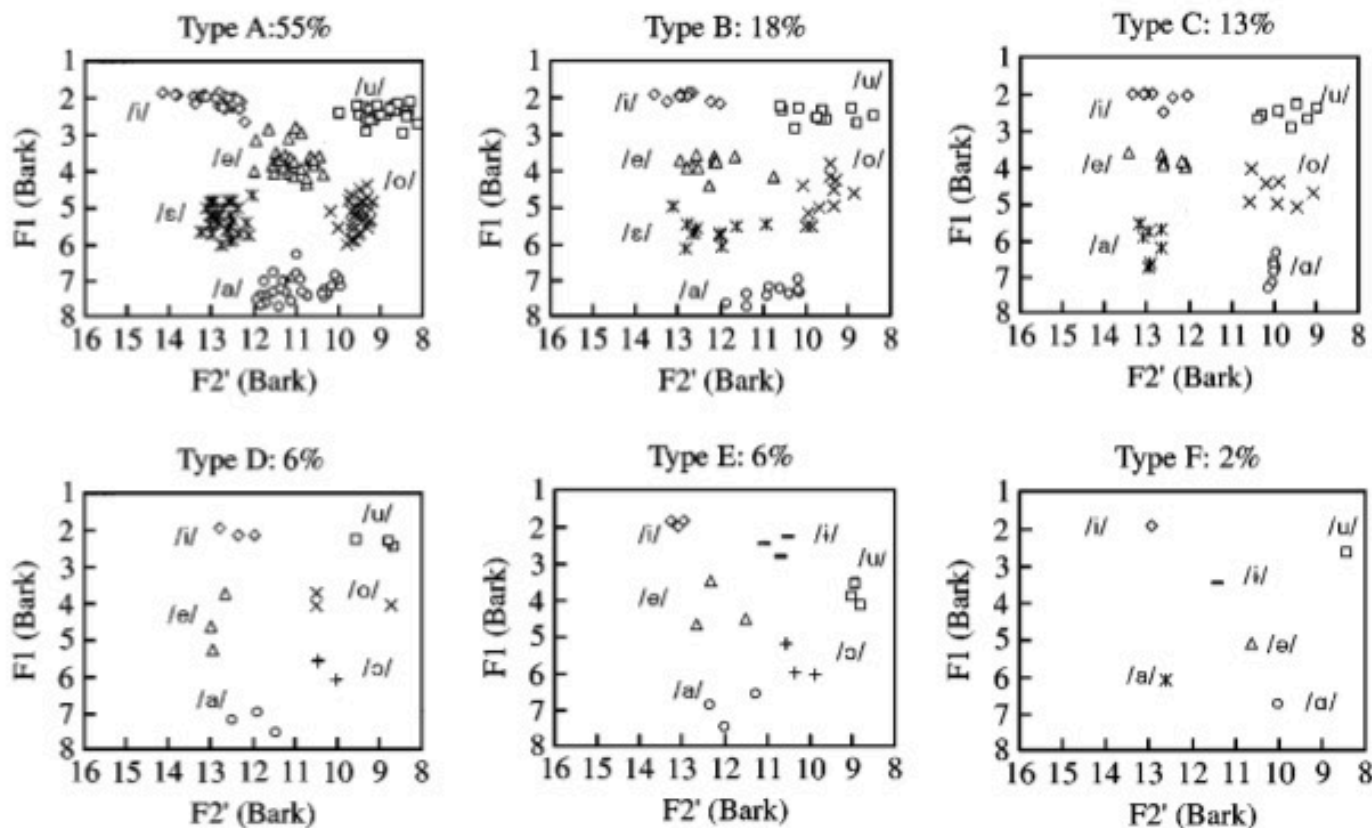 Type A:55%
Type B: 18%
Type C: 13%
F1 (Bark)
1
2
3
4
5
6
7
8
/i/
/u/
/ə/
/o/
/ɛ/
/a/
16 15 14 13 12 11 10 9 8
F2' (Bark)
F1 (Bark)
1
2
3
4
5
6
7
8
/i/
/u/
/e/
/o/
/ɛ/
/a/
16 15 14 13 12 11 10 9 8
F2' (Bark)
F1 (Bark)
1
2
3
4
5
6
7
8
/i/
/u/
/e/
/o/
/a/
/ɑ/
16 15 14 13 12 11 10 9 8
F2' (Bark)
Type D: 6%
Type E: 6%
Type F: 2%
F1 (Bark)
1
2
3
4
5
6
7
8
/i/
/u/
/e/
/o/
/ɔ/
/a/
16 15 14 13 12 11 10 9 8
F2' (Bark)
F1 (Bark)
1
2
3
4
5
6
7
8
/i/
/ɨ/
/u/
/ə/
/ɔ/
/a/
16 15 14 13 12 11 10 9 8
F2' (Bark)
F1 (Bark)
1
2
3
4
5
6
7
8
/i/
/u/
/ɨ/
/ə/
/a/
/ɑ/
16 15 14 13 12 11 10 9 8
F2' (Bark)